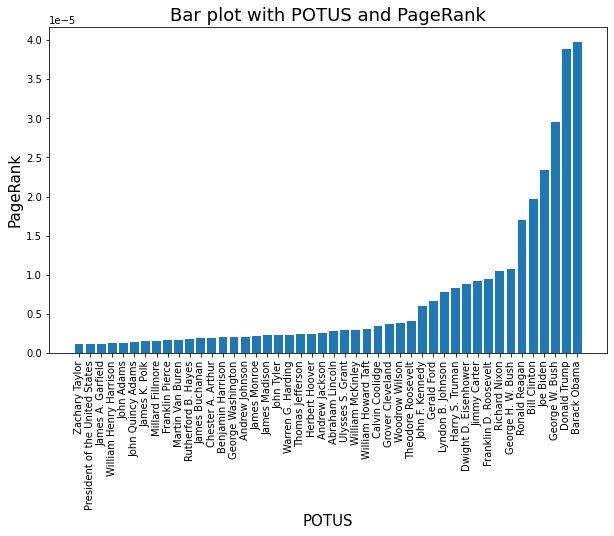 Bar plot with POTUS and PageRank
1e−5
4.0
3.5
3.0
2.5
2.0
1.5
1.0
0.5
0.0
PageRank
Zachary Taylor
President of the United States
James A. Garfield
William Henry Harrison
John Adams
John Quincy Adams
James K. Polk
Millard Fillmore
Franklin Pierce
Martin Van Buren
Rutherford B. Hayes
James Buchanan
Chester A. Arthur
Benjamin Harrison
George Washington
Andrew Johnson
James Monroe
James Madison
John Tyler
Warren G. Harding
Thomas Jefferson
Herbert Hoover
Andrew Jackson
Abraham Lincoln
Ulysses S. Grant
William McKinley
William Howard Taft
Calvin Coolidge
Grover Cleveland
Woodrow Wilson
Theodore Roosevelt
John F. Kennedy
Gerald Ford
Lyndon B. Johnson
Harry S. Truman
Dwight D. Eisenhower
Jimmy Carter
Franklin D. Roosevelt
Richard Nixon
George H. W. Bush
Ronald Reagan
Bill Clinton
Joe Biden
George W. Bush
Donald Trump
Barack Obama
POTUS